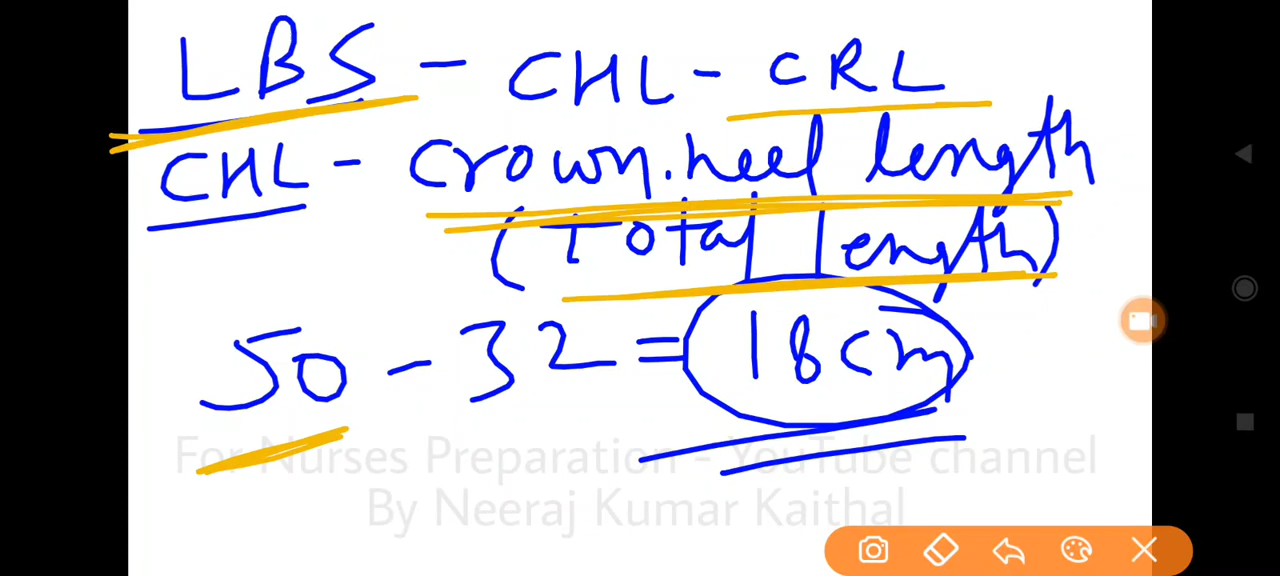 LBS - CHL - CRL
CHL - crown.heel length
(Total length)
50 - 32 = 18cm
For Nurses Preparation - YouTube channel
By Neeraj Kumar Kaithal